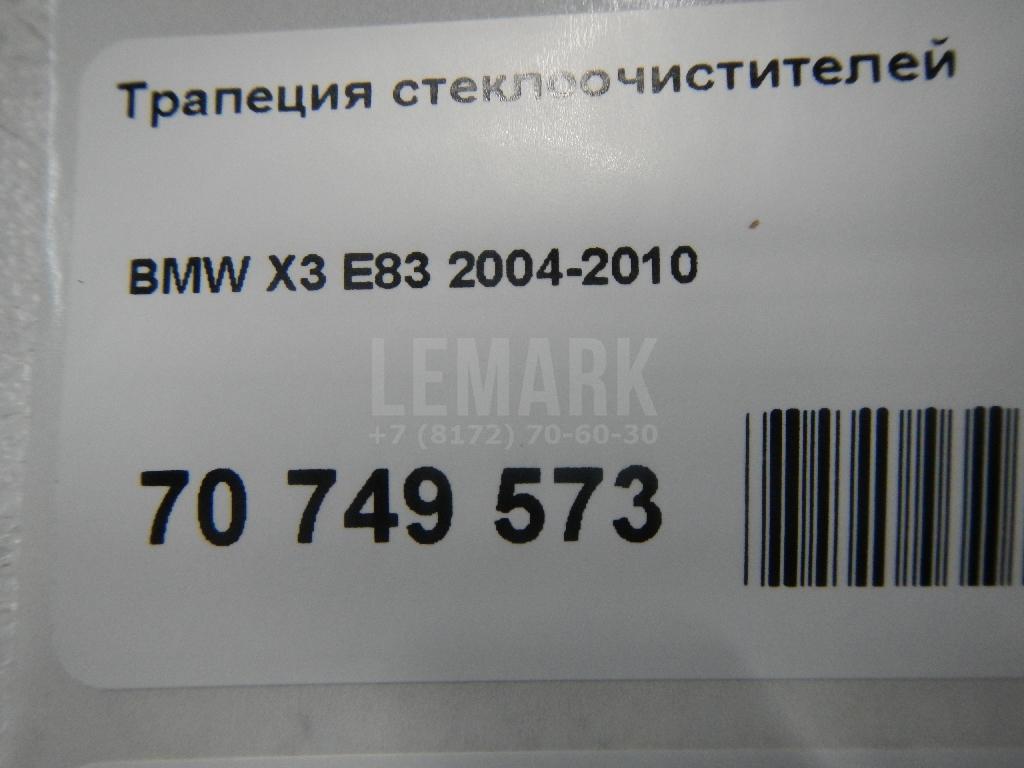 Трапеция стеклоочистителей
BMW X3 E83 2004-2010
LEMARK
+7 (8172) 70-60-30
70 749 573